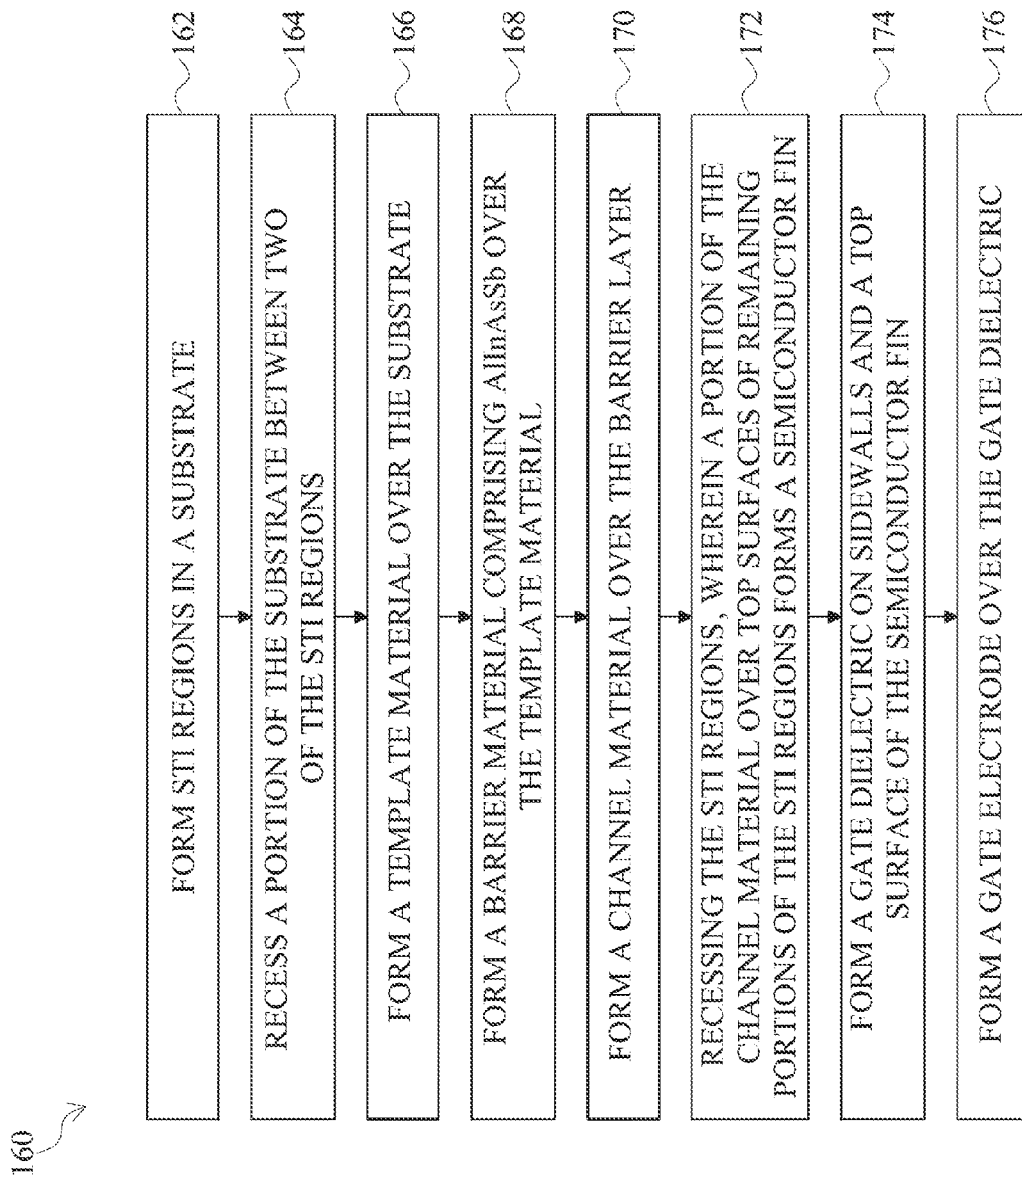 160
FORM STI REGIONS IN A SUBSTRATE
162
RECESS A PORTION OF THE SUBSTRATE BETWEEN TWO
OF THE STI REGIONS
164
FORM A TEMPLATE MATERIAL OVER THE SUBSTRATE
166
FORM A BARRIER MATERIAL COMPRISING AlInAsSb OVER
THE TEMPLATE MATERIAL
168
FORM A CHANNEL MATERIAL OVER THE BARRIER LAYER
170
RECESSING THE STI REGIONS, WHEREIN A PORTION OF THE
CHANNEL MATERIAL OVER TOP SURFACES OF REMAINING
PORTIONS OF THE STI REGIONS FORMS A SEMICONDUCTOR FIN
172
FORM A GATE DIELECTRIC ON SIDEWALLS AND A TOP
SURFACE OF THE SEMICONDUCTOR FIN
174
FORM A GATE ELECTRODE OVER THE GATE DIELECTRIC
176